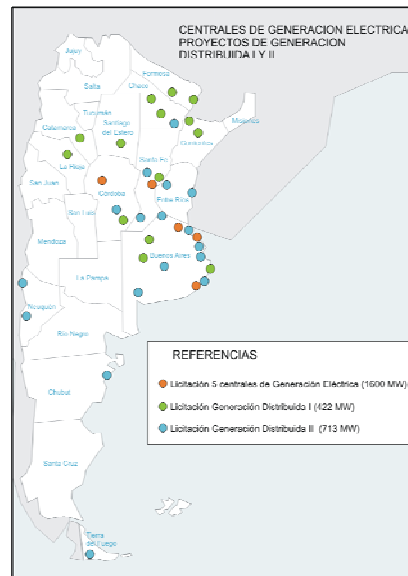 CENTRALES DE GENERACION ELECTRICA
PROYECTOS DE GENERACION
DISTRIBUIDA I Y II
Jujuy
Formosa
Salta
Chaco
Tucumán
Misiones
Catamarca
Santiago
del Estero
Corrientes
La Rioja
Santa Fe
San Juan
Córdoba
Entre Ríos
San Luis
Mendoza
Buenos Aires
La Pampa
Neuquén
Río Negro
REFERENCIAS
Licitación 5 centrales de Generación Eléctrica (1600 MW)
Chubut
Licitación Generación Distribuida I (422 MW)
Licitación Generación Distribuida II (713 MW)
Santa Cruz
Tierra
del Fuego